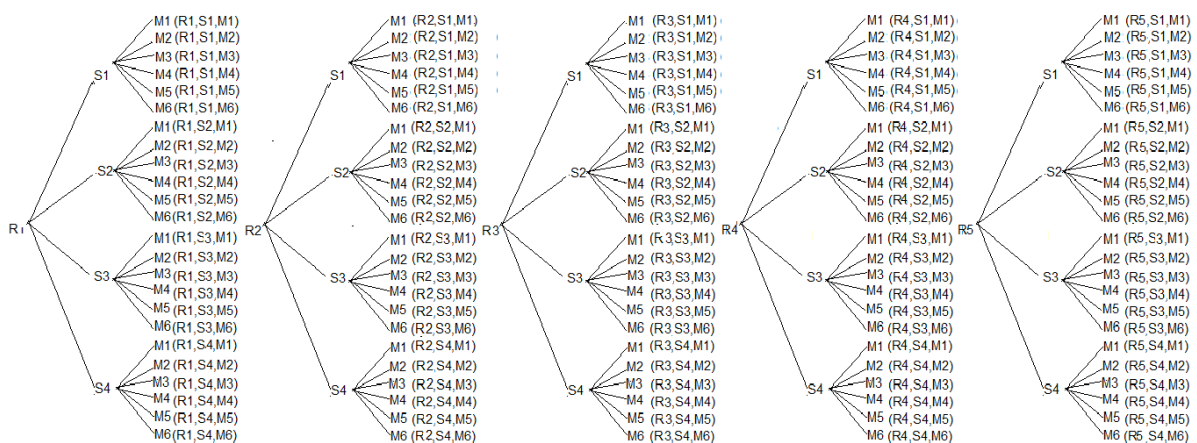 M1 (R1,S1,M1) M1 (R2,S1,M1) M1 (R3,S1,M1) M1 (R4,S1,M1) M1 (R5,S1,M1)
M2 (R1,S1,M2) M2 (R2,S1,M2) M2 (R3,S1,M2) M2 (R4,S1,M2) M2 (R5,S1,M2)
M3 (R1,S1,M3) M3 (R2,S1,M3) M3 (R3,S1,M3) M3 (R4,S1,M3) M3 (R5,S1,M3)
S1 M4 (R1,S1,M4) S1 M4 (R2,S1,M4) S1 M4 (R3,S1,M4) S1 M4 (R4,S1,M4) S1 M4 (R5,S1,M4)
M5 (R1,S1,M5) M5 (R2,S1,M5) M5 (R3,S1,M5) M5 (R4,S1,M5) M5 (R5,S1,M5)
M6 (R1,S1,M6) M6 (R2,S1,M6) M6 (R3,S1,M6) M6 (R4,S1,M6) M6 (R5,S1,M6)
M1 (R1,S2,M1) M1 (R2,S2,M1) M1 (R3,S2,M1) M1 (R4,S2,M1) M1 (R5,S2,M1)
M2 (R1,S2,M2) M2 (R2,S2,M2) M2 (R3,S2,M2) M2 (R4,S2,M2) M2 (R5,S2,M2)
S2 M3 (R1,S2,M3) S2 M3 (R2,S2,M3) S2 M3 (R3,S2,M3) S2 M3 (R4,S2,M3) S2 M3 (R5,S2,M3)
M4 (R1,S2,M4) M4 (R2,S2,M4) M4 (R3,S2,M4) M4 (R4,S2,M4) M4 (R5,S2,M4)
M5 (R1,S2,M5) M5 (R2,S2,M5) M5 (R3,S2,M5) M5 (R4,S2,M5) M5 (R5,S2,M5)
M6 (R1,S2,M6) M6 (R2,S2,M6) M6 (R3,S2,M6) M6 (R4,S2,M6) M6 (R5,S2,M6)
R1 R2 R3 R4 R5
M1 (R1,S3,M1) M1 (R2,S3,M1) M1 (R3,S3,M1) M1 (R4,S3,M1) M1 (R5,S3,M1)
M2 (R1,S3,M2) M2 (R2,S3,M2) M2 (R3,S3,M2) M2 (R4,S3,M2) M2 (R5,S3,M2)
S3 M3 (R1,S3,M3) S3 M3 (R2,S3,M3) S3 M3 (R3,S3,M3) S3 M3 (R4,S3,M3) S3 M3 (R5,S3,M3)
M4 (R1,S3,M4) M4 (R2,S3,M4) M4 (R3,S3,M4) M4 (R4,S3,M4) M4 (R5,S3,M4)
M5 (R1,S3,M5) M5 (R2,S3,M5) M5 (R3,S3,M5) M5 (R4,S3,M5) M5 (R5,S3,M5)
M6 (R1,S3,M6) M6 (R2,S3,M6) M6 (R3,S3,M6) M6 (R4,S3,M6) M6 (R5,S3,M6)
M1 (R1,S4,M1) M1 (R2,S4,M1) M1 (R3,S4,M1) M1 (R4,S4,M1) M1 (R5,S4,M1)
M2 (R1,S4,M2) M2 (R2,S4,M2) M2 (R3,S4,M2) M2 (R4,S4,M2) M2 (R5,S4,M2)
S4 M3 (R1,S4,M3) S4 M3 (R2,S4,M3) S4 M3 (R3,S4,M3) S4 M3 (R4,S4,M3) S4 M3 (R5,S4,M3)
M4 (R1,S4,M4) M4 (R2,S4,M4) M4 (R3,S4,M4) M4 (R4,S4,M4) M4 (R5,S4,M4)
M5 (R1,S4,M5) M5 (R2,S4,M5) M5 (R3,S4,M5) M5 (R4,S4,M5) M5 (R5,S4,M5)
M6 (R1,S4,M6) M6 (R2,S4,M6) M6 (R3,S4,M6) M6 (R4,S4,M6) M6 (R5,S4,M6)